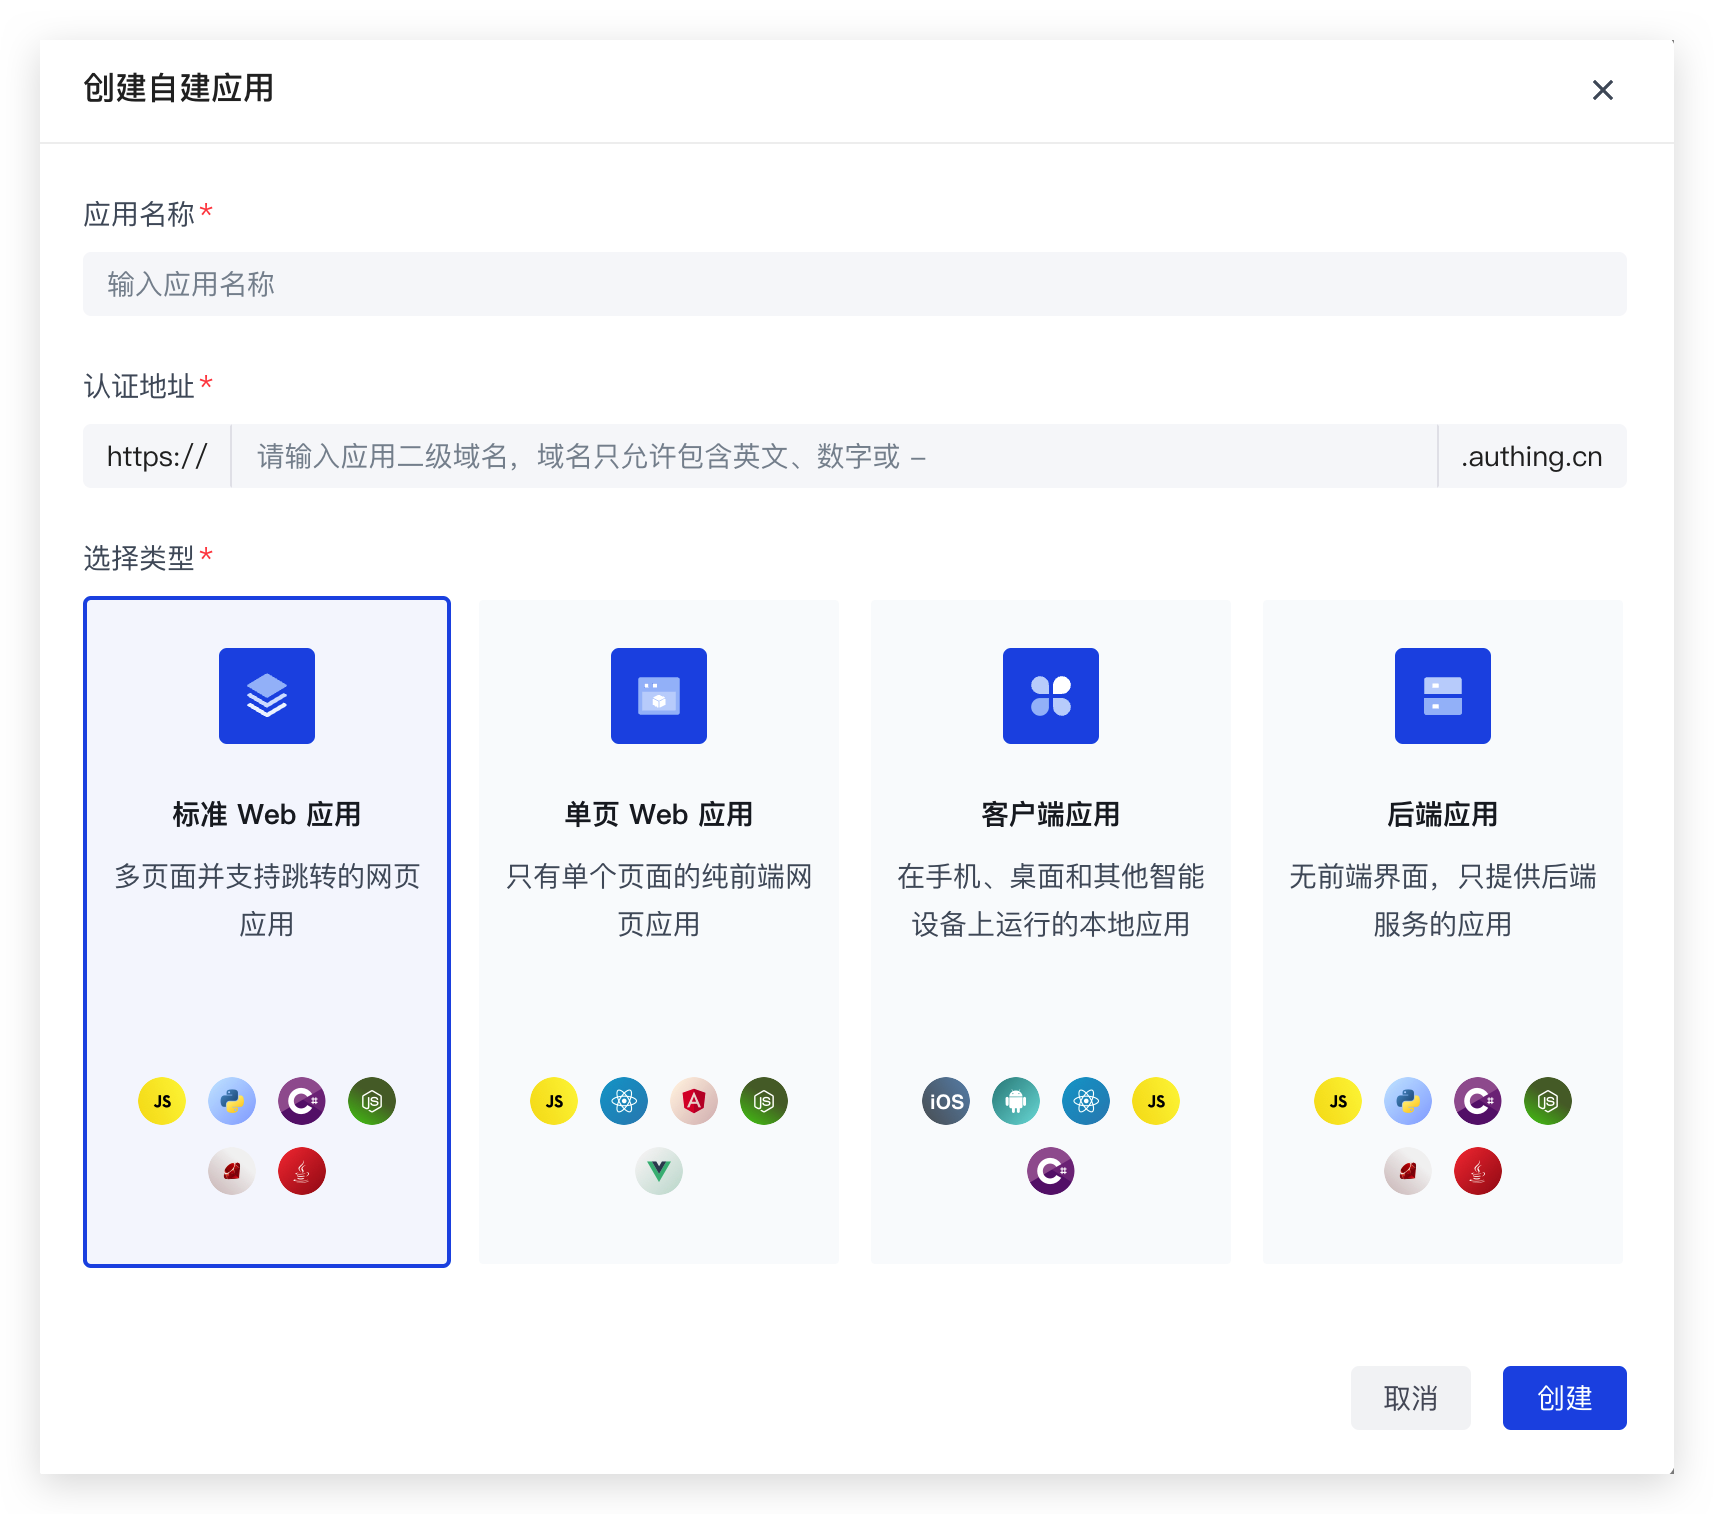 创建自建应用
应用名称*
输入应用名称
认证地址*
https:// 请输入应用二级域名，域名只允许包含英文、数字或 - .authing.cn
选择类型*
标准 Web 应用
多页面并支持跳转的网页
应用
JS
C#
JS
单页 Web 应用
只有单个页面的纯前端网
页应用
JS
A
JS
客户端应用
在手机、桌面和其他智能
设备上运行的本地应用
iOS
JS
C#
后端应用
无前端界面，只提供后端
服务的应用
JS
C#
JS
取消
创建